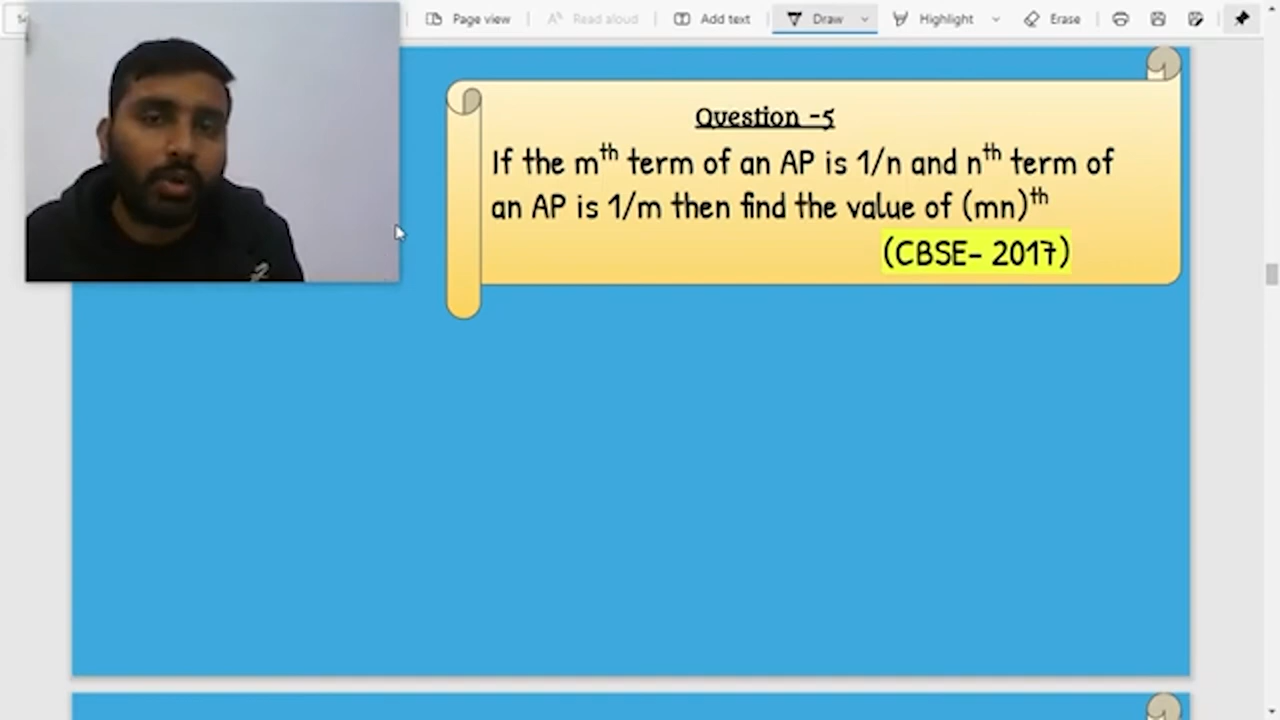 Page view
Read aloud
Add text
Draw
Highlight
Erase
Question -5
If the mth term of an AP is 1/n and nth term of
an AP is 1/m then find the value of (mn)th
(CBSE- 2017)